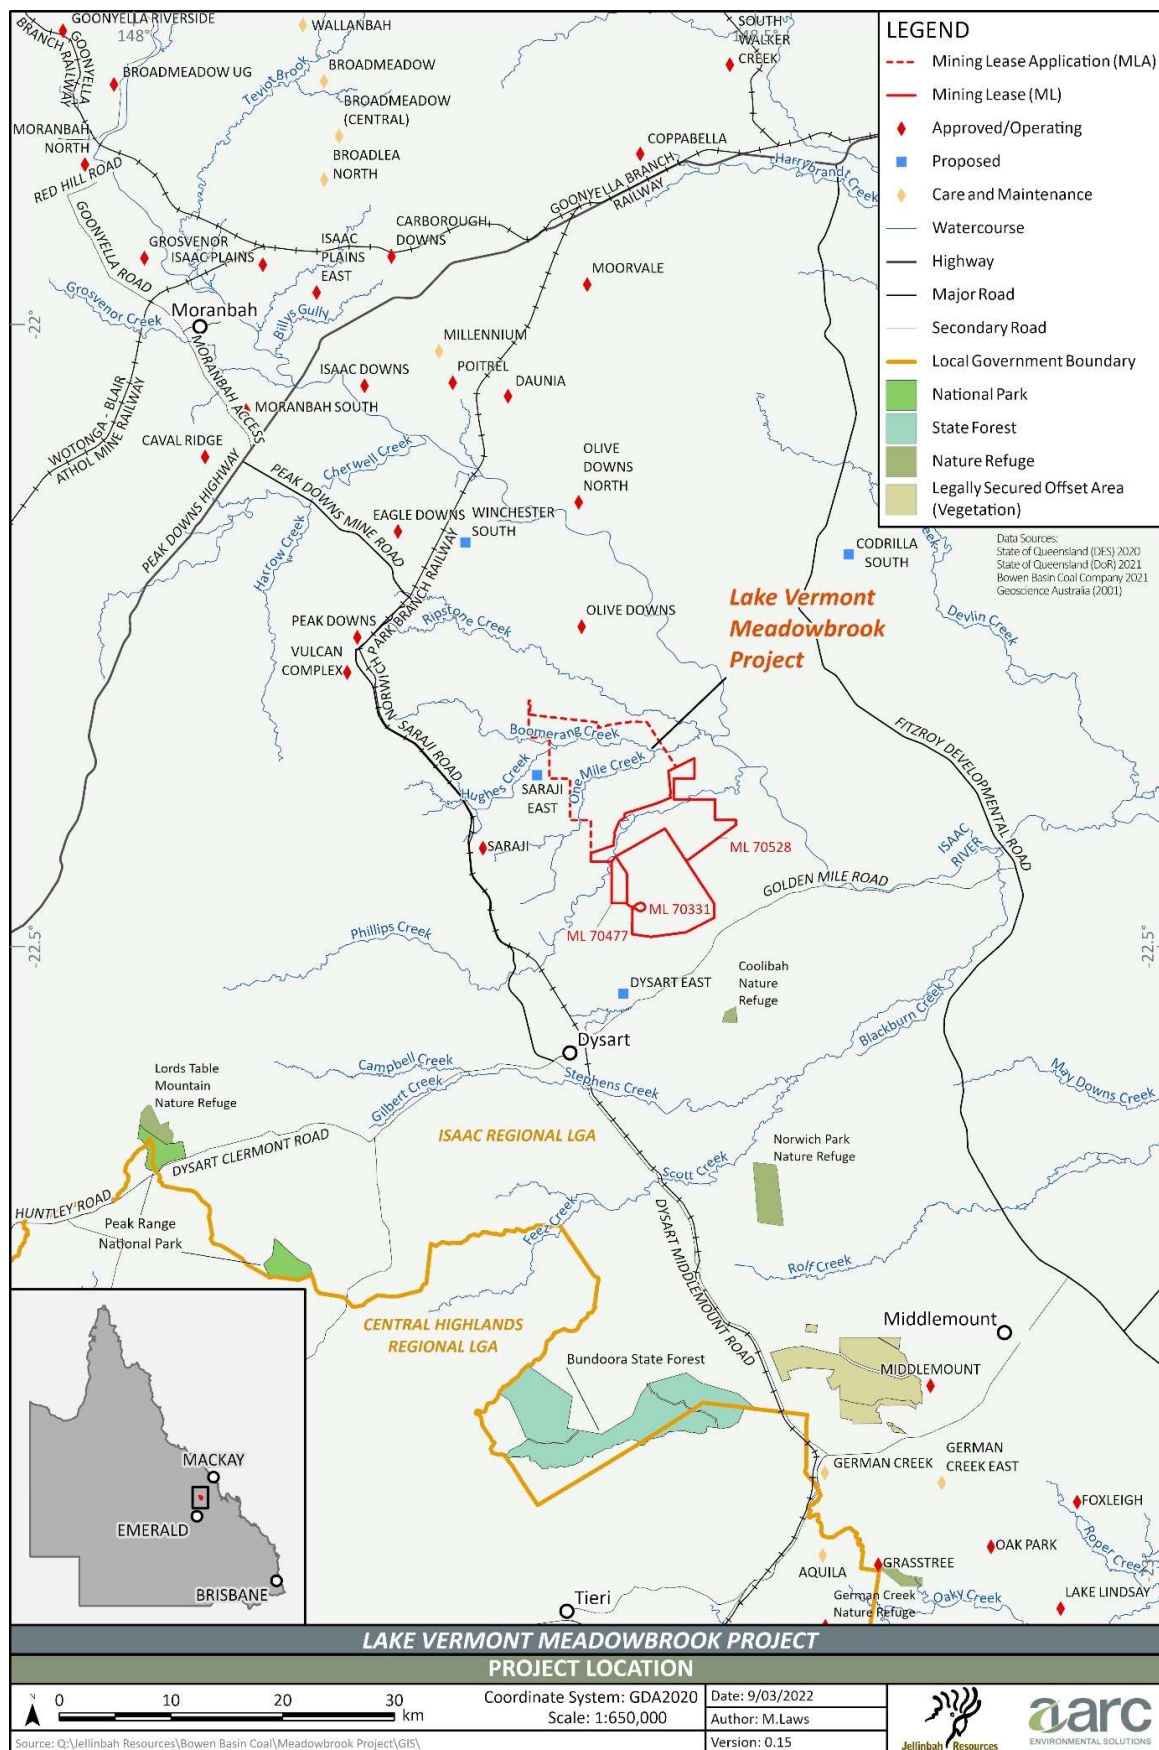 GOONYELLA RIVERSIDE
148°
BRANCH RAILWAY
GOONYELLA
WALLANBAH
SOUTH
WALKER
CREEK
148.5°
BROADMEADOW UG
Teviot Brook
BROADMEADOW
BROADMEADOW
(CENTRAL)
MORANBAH
NORTH
BROADLEA
NORTH
COPPABELLA
RED HILL ROAD
GOONYELLA ROAD
GOONYELLA BRANCH
RAILWAY
Harrybrandt Creek
CARBOROUGH
DOWNS
GROSVENOR
ISAAC PLAINS
ISAAC
PLAINS
EAST
MOORVALE
Grosvenor Creek
Moranbah
Billys Gully
-22°
MILLENNIUM
MORANBAH ACCESS
ISAAC DOWNS
POITREL
DAUNIA
WOTONGA - BLAIR
ATHOL MINE RAILWAY
MORANBAH SOUTH
CAVAL RIDGE
Cherwell Creek
OLIVE
DOWNS
NORTH
PEAK DOWNS HIGHWAY
PEAK DOWNS MINE ROAD
EAGLE DOWNS
WINCHESTER
SOUTH
Harrow Creek
CODRILLA
SOUTH
Creek
Devlin Creek
NORWICH PARK BRANCH RAILWAY
Ripstone Creek
PEAK DOWNS
OLIVE DOWNS
Lake Vermont
Meadowbrook
Project
VULCAN
COMPLEX
SARAJI ROAD
Boomerang Creek
One Mile Creek
Hughes Creek
SARAJI
EAST
FITZROY DEVELOPMENTAL ROAD
SARAJI
ML 70528
ISAAC
RIVER
GOLDEN MILE ROAD
ML 70331
ML 70477
Phillips Creek
-22.5°
-22.5°
DYSART EAST
Coolibah
Nature
Refuge
Blackburn Creek
Dysart
Campbell Creek
Gilbert Creek
Stephens Creek
May Downs Creek
Lords Table
Mountain
Nature Refuge
DYSART CLERMONT ROAD
ISAAC REGIONAL LGA
Norwich Park
Nature Refuge
Scott Creek
HUNTLEY ROAD
Peak Range
National Park
Feez Creek
DYSART MIDDLEMOUNT ROAD
Rolf Creek
CENTRAL HIGHLANDS
REGIONAL LGA
Middlemount
Bundoora State Forest
MIDDLEMOUNT
GERMAN CREEK
GERMAN
CREEK EAST
FOXLEIGH
Roper Creek
OAK PARK
-23°
AQUILA
GRASSTREE
German Creek
Nature Refuge
Oaky Creek
LAKE LINDSAY
Tieri
MACKAY
EMERALD
BRISBANE
LEGEND
Mining Lease Application (MLA)
Mining Lease (ML)
Approved/Operating
Proposed
Care and Maintenance
Watercourse
Highway
Major Road
Secondary Road
Local Government Boundary
National Park
State Forest
Nature Refuge
Legally Secured Offset Area
(Vegetation)
Data Sources:
State of Queensland (DES) 2020
State of Queensland (DoR) 2021
Bowen Basin Coal Company 2021
Geoscience Australia (2001)
LAKE VERMONT MEADOWBROOK PROJECT
PROJECT LOCATION
N
0 10 20 30
km
Coordinate System: GDA2020
Scale: 1:650,000
Date: 9/03/2022
Author: M.Laws
Version: 0.15
Source: Q:\Jellinbah Resources\Bowen Basin Coal\Meadowbrook Project\GIS\
Jellinbah Resources
aarc
ENVIRONMENTAL SOLUTIONS